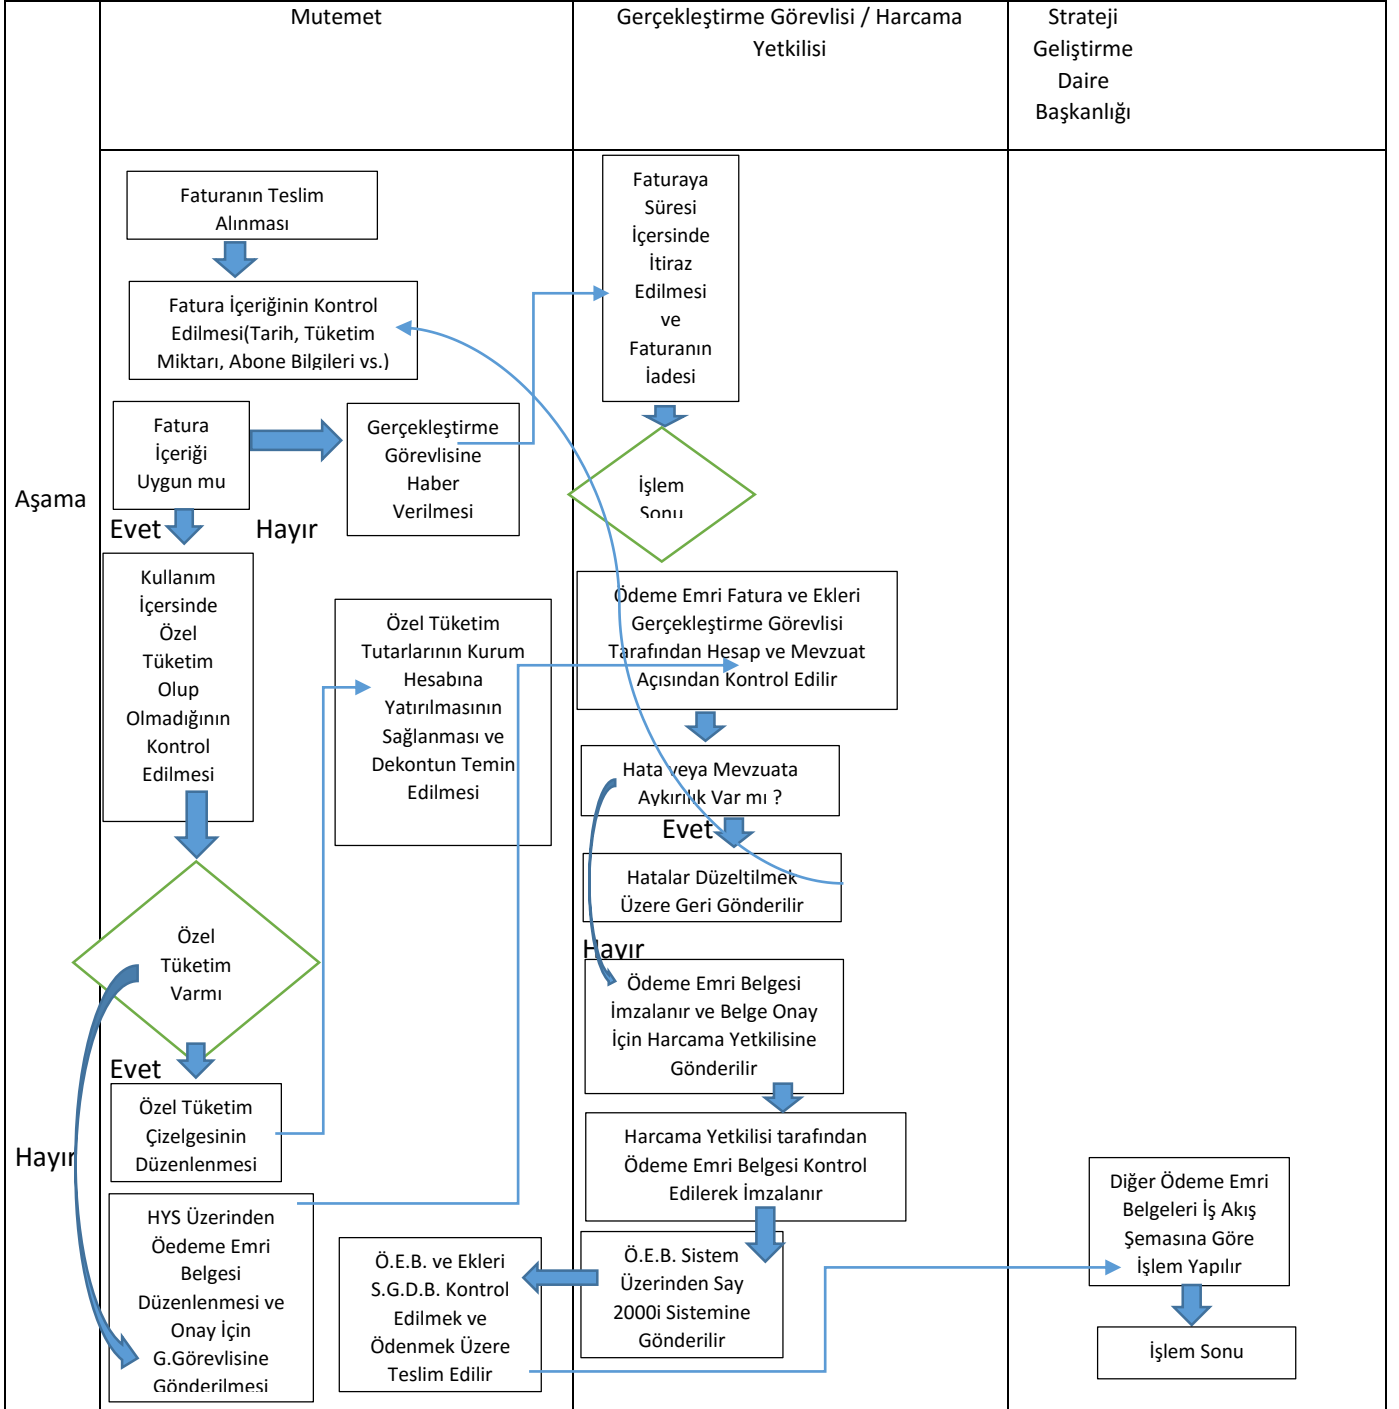 Mutemet
Gerçekleştirme Görevlisi / Harcama
Yetkilisi
Strateji
Geliştirme
Daire
Başkanlığı
Aşama
Faturanın Teslim
Alınması
Fatura İçeriğinin Kontrol
Edilmesi(Tarih, Tüketim
Miktarı, Abone Bilgileri vs.)
Fatura
İçeriği
Uygun mu
Gerçekleştirme
Görevlisine
Haber
Verilmesi
Evet
Hayır
Kullanım
İçersinde
Özel
Tüketim
Olup
Olmadığının
Kontrol
Edilmesi
Özel Tüketim
Tutarlarının Kurum
Hesabına
Yatırılmasının
Sağlanması ve
Dekontun Temin
Edilmesi
Özel
Tüketim
Varmı
Evet
Özel Tüketim
Çizelgesinin
Düzenlenmesi
Hayır
HYS Üzerinden
Öedeme Emri
Belgesi
Düzenlenmesi ve
Onay İçin
G.Görevlisine
Gönderilmesi
Ö.E.B. ve Ekleri
S.G.D.B. Kontrol
Edilmek ve
Ödenmek Üzere
Teslim Edilir
Faturaya
Süresi
İçersinde
İtiraz
Edilmesi
ve
Faturanın
İadesi
İşlem
Sonu
Ödeme Emri Fatura ve Ekleri
Gerçekleştirme Görevlisi
Tarafından Hesap ve Mevzuat
Açısından Kontrol Edilir
Hata veya Mevzuata
Aykırılık Var mı ?
Evet
Hatalar Düzeltilmek
Üzere Geri Gönderilir
Hayır
Ödeme Emri Belgesi
İmzalanır ve Belge Onay
İçin Harcama Yetkilisine
Gönderilir
Harcama Yetkilisi tarafından
Ödeme Emri Belgesi Kontrol
Edilerek İmzalanır
Ö.E.B. Sistem
Üzerinden Say
2000i Sistemine
Gönderilir
Diğer Ödeme Emri
Belgeleri İş Akış
Şemasına Göre
İşlem Yapılır
İşlem Sonu